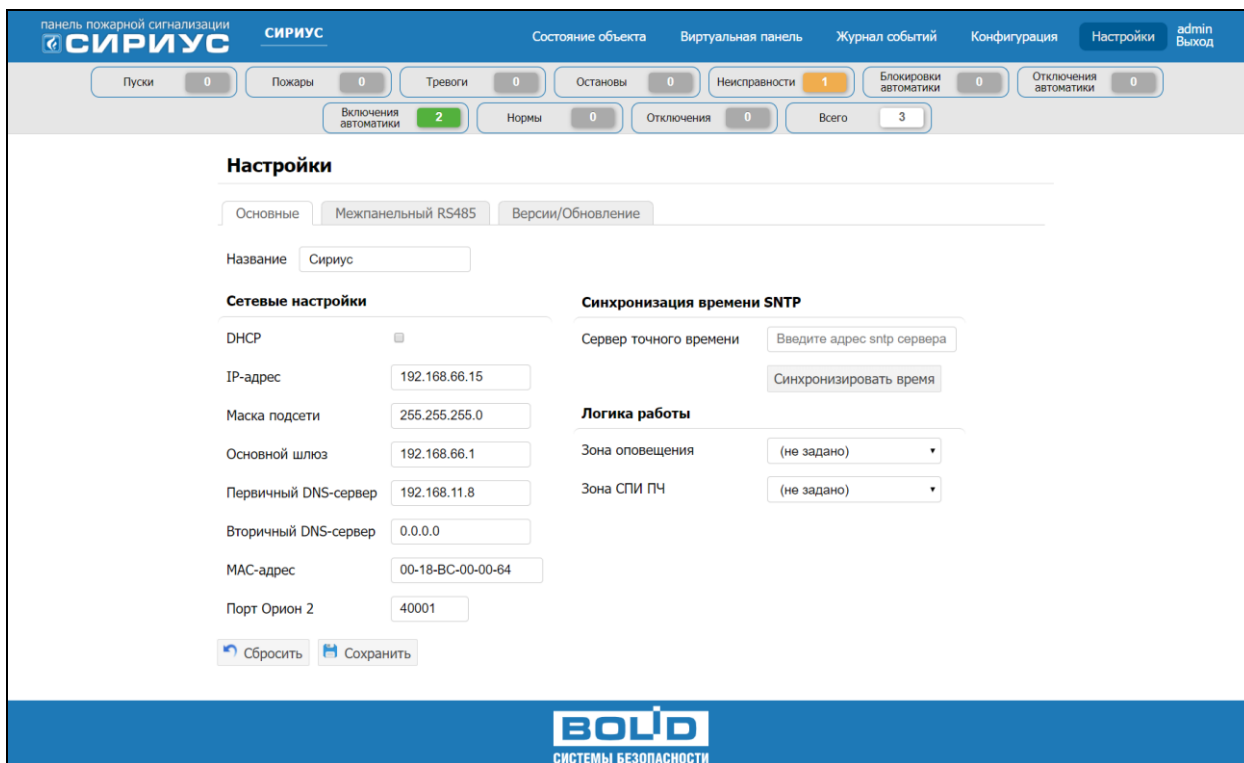 панель пожарной сигнализации
СИРИУС
СИРИУС
Состояние объекта Виртуальная панель Журнал событий Конфигурация Настройки admin
Выход
Пуски 0 Пожары 0 Тревоги 0 Остановы 0 Неисправности 1 Блокировки автоматики 0 Отключения автоматики 0
Включения автоматики 2 Нормы 0 Отключения 0 Всего 3
Настройки
Основные Межпанельный RS485 Версии/Обновление
Название Сириус
Сетевые настройки
DHCP
IP-адрес 192.168.66.15
Маска подсети 255.255.255.0
Основной шлюз 192.168.66.1
Первичный DNS-сервер 192.168.11.8
Вторичный DNS-сервер 0.0.0.0
MAC-адрес 00-18-BC-00-00-64
Порт Орион 2 40001
Синхронизация времени SNTP
Сервер точного времени Введите адрес sntp сервера
Синхронизировать время
Логика работы
Зона оповещения (не задано)
Зона СПИ ПЧ (не задано)
Сбросить Сохранить
BOLID
СИСТЕМЫ БЕЗОПАСНОСТИ